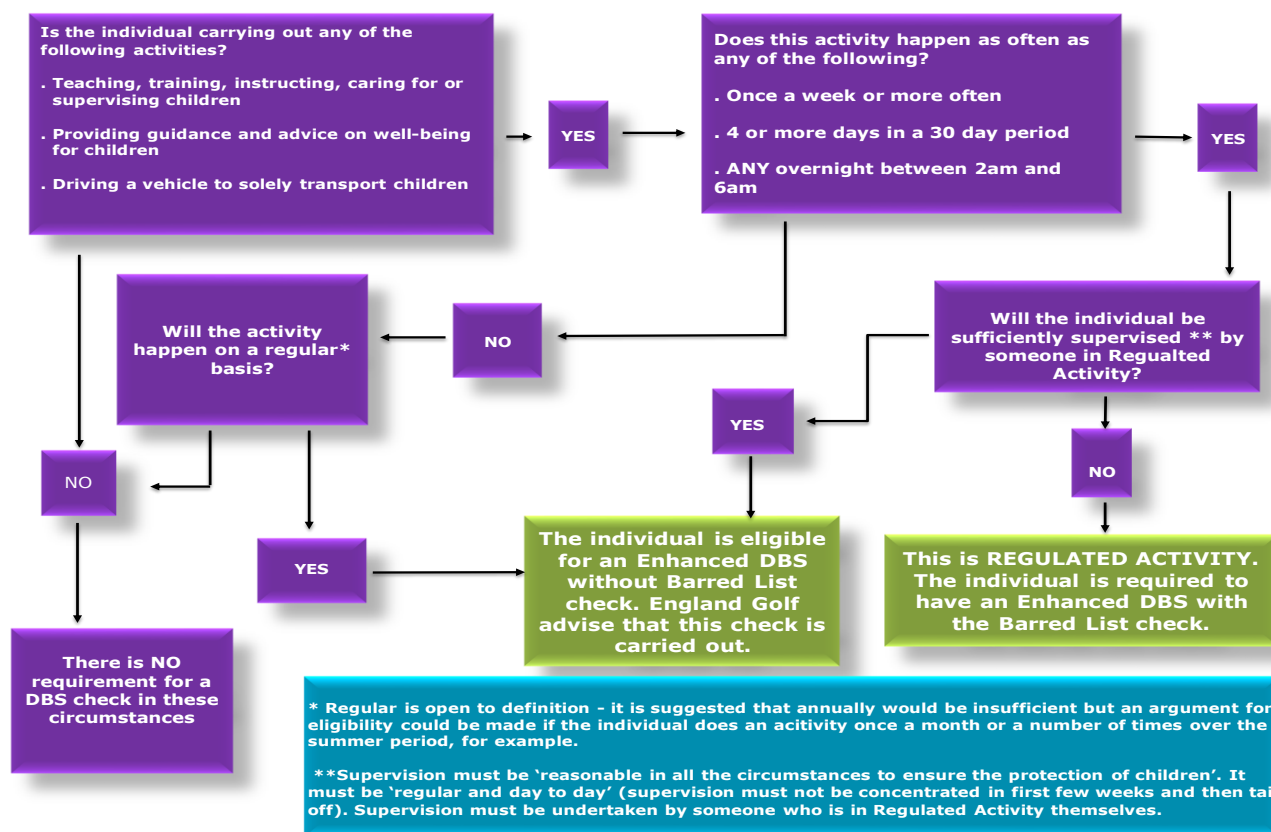 Is the individual carrying out any of the
following activities?
. Teaching, training, instructing, caring for or
supervising children
. Providing guidance and advice on well-being
for children
. Driving a vehicle to solely transport children
YES
Does this activity happen as often as
any of the following?
. Once a week or more often
. 4 or more days in a 30 day period
. ANY overnight between 2am and
6am
YES
Will the activity
happen on a regular*
basis?
NO
Will the individual be
sufficiently supervised ** by
someone in Regualted
Activity?
YES
NO
NO
YES
The individual is eligible
for an Enhanced DBS
without Barred List
check. England Golf
advise that this check is
carried out.
This is REGULATED ACTIVITY.
The individual is required to
have an Enhanced DBS with
the Barred List check.
There is NO
requirement for a
DBS check in these
circumstances
* Regular is open to definition - it is suggested that annually would be insufficient but an argument for
eligibility could be made if the individual does an acitivity once a month or a number of times over the
summer period, for example.
**Supervision must be ‘reasonable in all the circumstances to ensure the protection of children’. It
must be ‘regular and day to day’ (supervision must not be concentrated in first few weeks and then tai
off). Supervision must be undertaken by someone who is in Regulated Activity themselves.